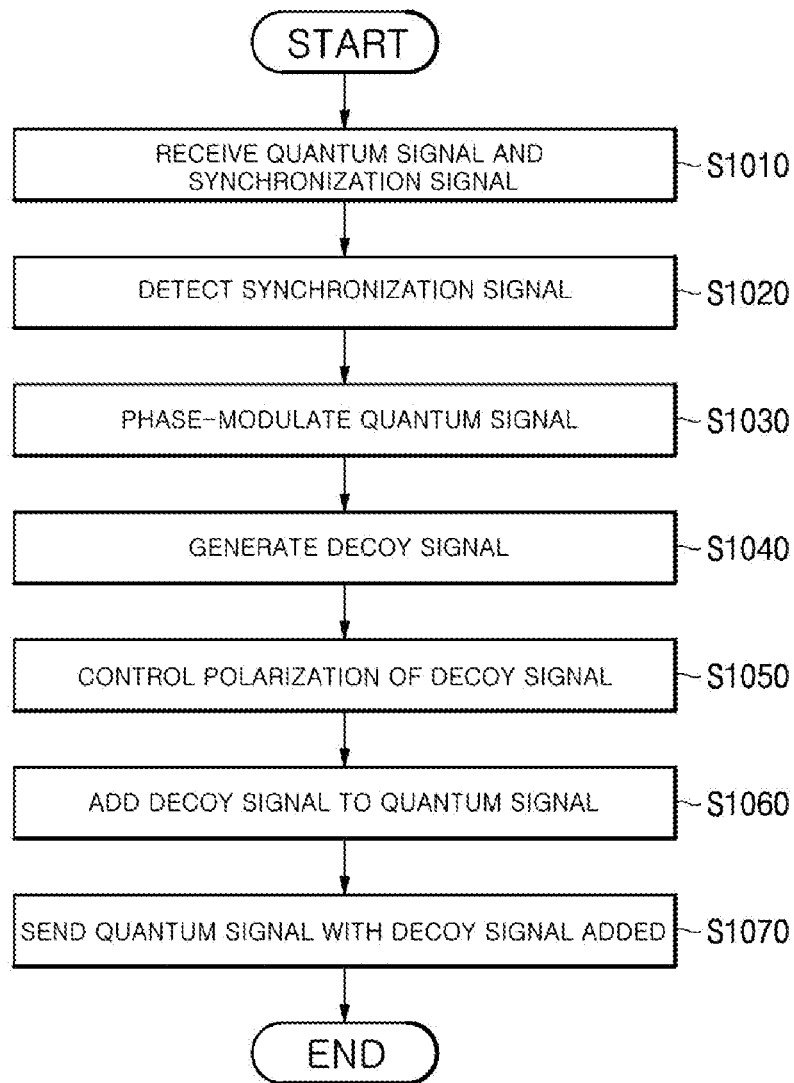 START
RECEIVE QUANTUM SIGNAL AND
SYNCHRONIZATION SIGNAL
S1010
DETECT SYNCHRONIZATION SIGNAL
S1020
PHASE-MODULATE QUANTUM SIGNAL
S1030
GENERATE DECOY SIGNAL
S1040
CONTROL POLARIZATION OF DECOY SIGNAL
S1050
ADD DECOY SIGNAL TO QUANTUM SIGNAL
S1060
SEND QUANTUM SIGNAL WITH DECOY SIGNAL ADDED
S1070
END